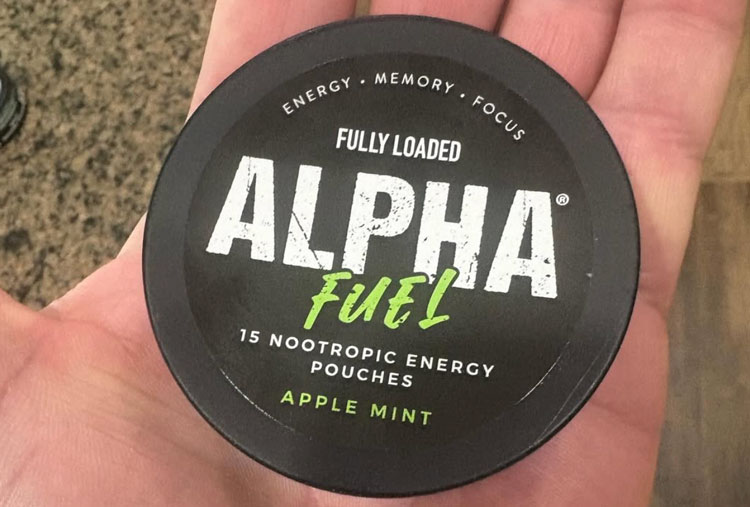 ENERGY • MEMORY • FOCUS
FULLY LOADED
ALPHA®
FUEL
15 NOOTROPIC ENERGY
POUCHES
APPLE MINT